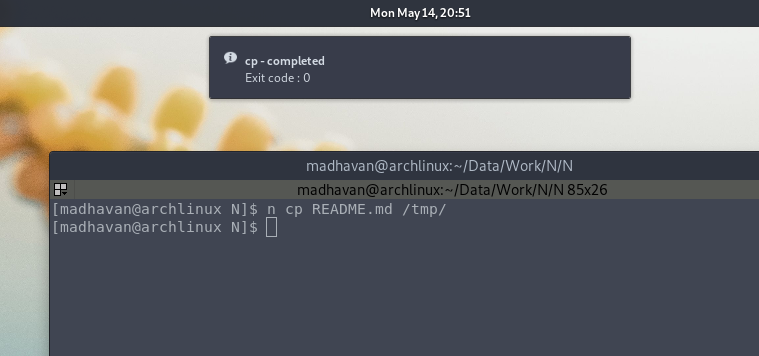 Mon May 14, 20:51
cp - completed
Exit code : 0
madhavan@archlinux:~/Data/Work/N/N
madhavan@archlinux:~/Data/Work/N/N 85x26
[madhavan@archlinux N]$ n cp README.md /tmp/
[madhavan@archlinux N]$